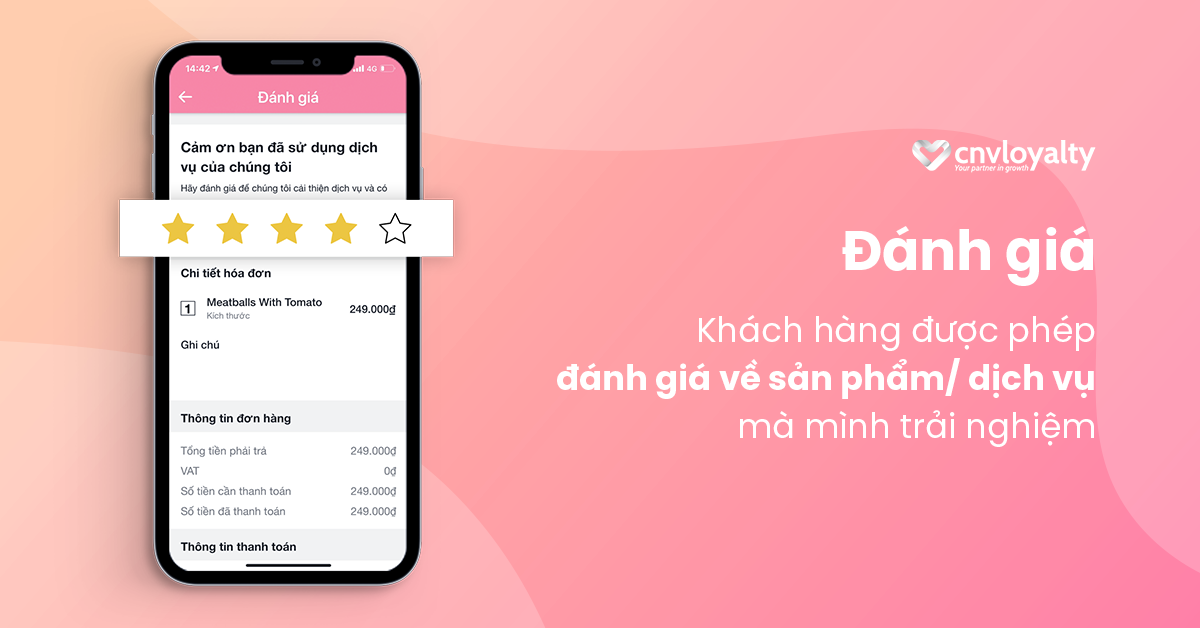 14:42
4G
Đánh giá
Cảm ơn bạn đã sử dụng dịch
vụ của chúng tôi
Hãy đánh giá để chúng tôi cải thiện dịch vụ và có
Chi tiết hóa đơn
1 Meatballs With Tomato 249.000₫
Kích thước
Ghi chú
Thông tin đơn hàng
Tổng tiền phải trả 249.000₫
VAT 0₫
Số tiền cần thanh toán 249.000₫
Số tiền đã thanh toán 249.000₫
Thông tin thanh toán
cnvloyalty
Your partner in growth
Đánh giá
Khách hàng được phép
đánh giá về sản phẩm/ dịch vụ
mà mình trải nghiệm